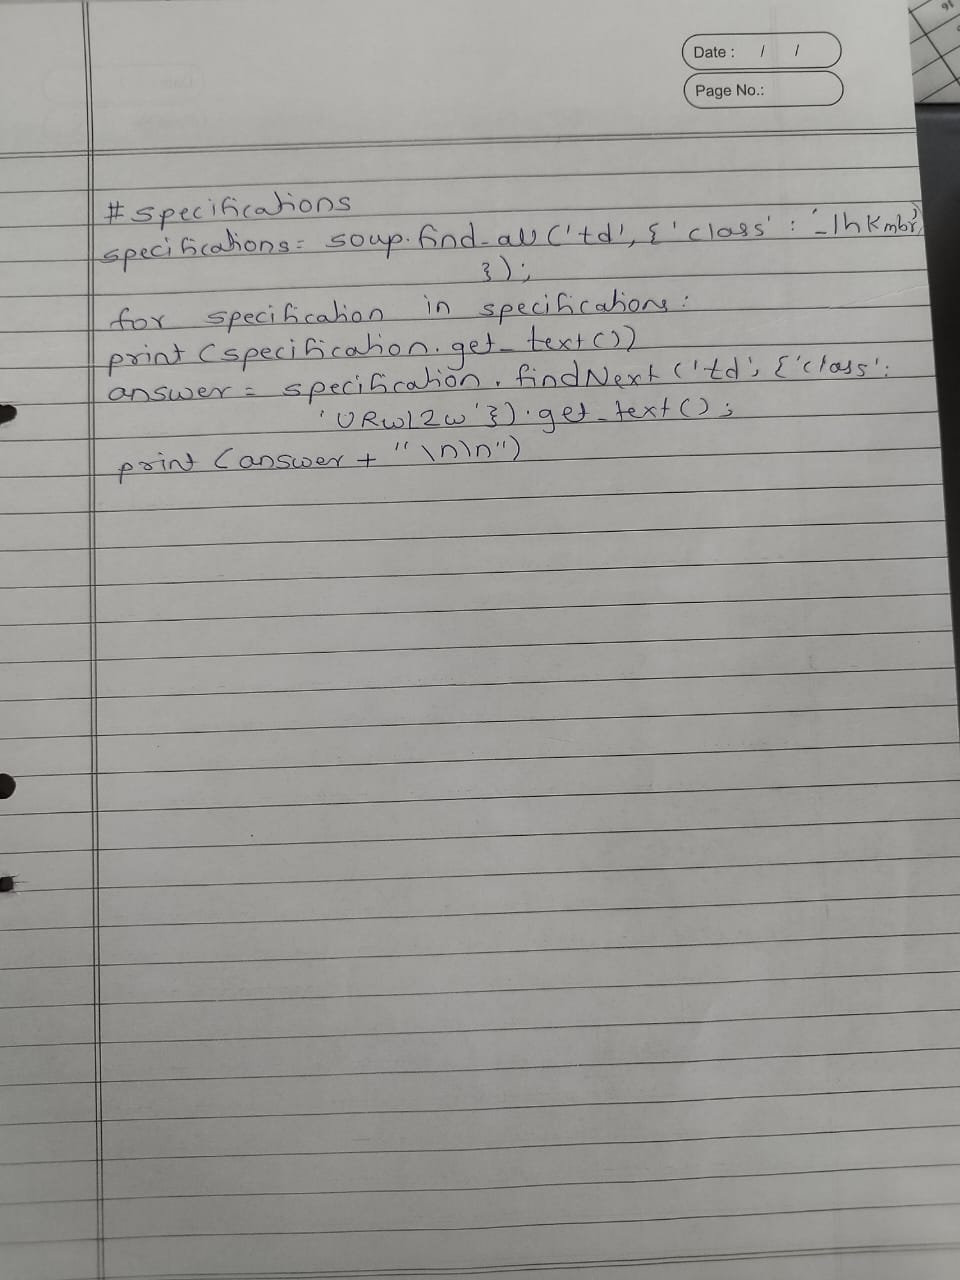 Date : / /
Page No.:
# specifications
specifications = soup.find_all ('td', {'class' : '_1hKmbr'
});
for specification in specifications :
print (specification.get_text())
answer = specification.findNext ('td', {'class':
'URwl2w'}).get_text();
print (answer + "\n\n")